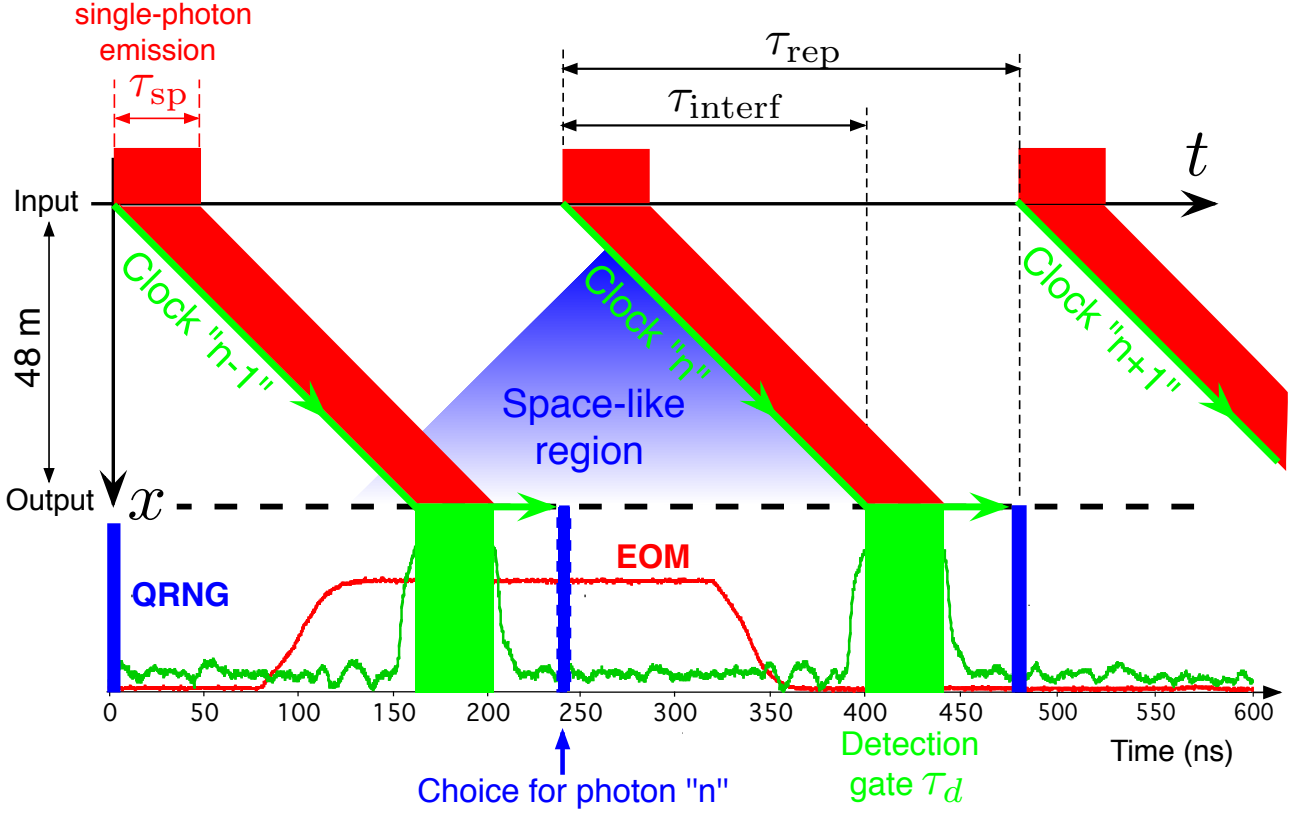 single-photon
emission
τsp
τrep
τinterf
t
Input
48 m
Clock "n-1"
Clock "n"
Clock "n+1"
Space-like
region
Output
x
QRNG
EOM
0 50 100 150 200 250 300 350 400 450 500 550 600
Time (ns)
Detection
gate τd
Choice for photon "n"